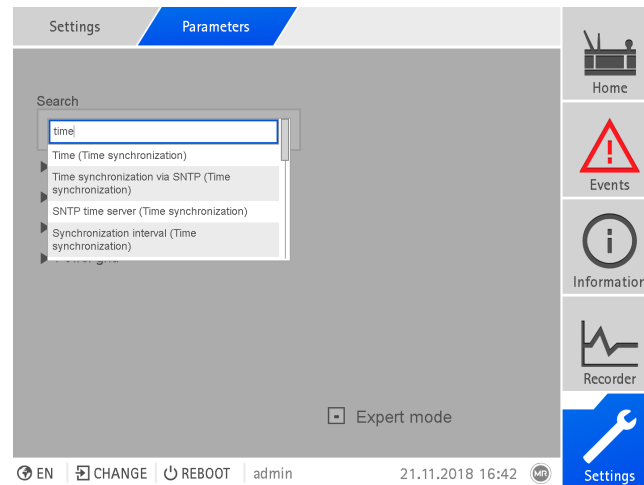 Settings
Parameters
Search
time
Time (Time synchronization)
Time synchronization via SNTP (Time
synchronization)
SNTP time server (Time synchronization)
Synchronization interval (Time
synchronization)
Expert mode
Home
Events
Information
Recorder
Settings
EN
CHANGE
REBOOT
admin
21.11.2018 16:42
MR